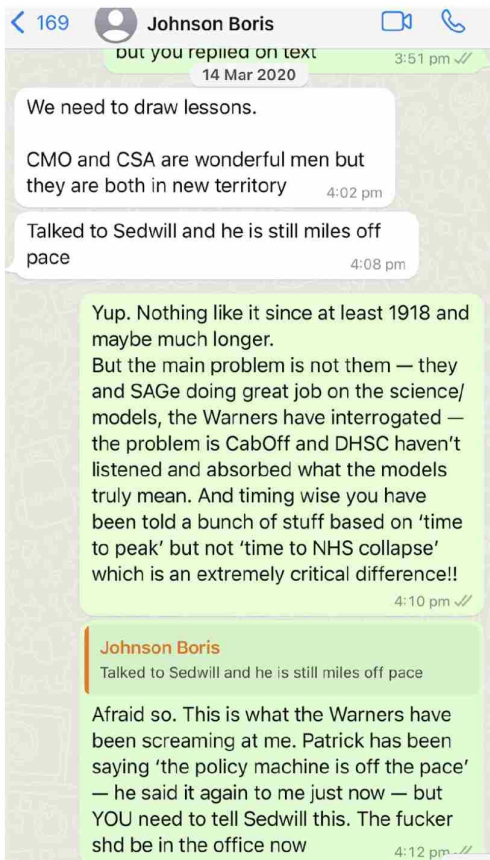 169
Johnson Boris
but you replied on text
3:51 pm
14 Mar 2020
We need to draw lessons.
CMO and CSA are wonderful men but
they are both in new territory
4:02 pm
Talked to Sedwill and he is still miles off
pace
4:08 pm
Yup. Nothing like it since at least 1918 and
maybe much longer.
But the main problem is not them — they
and SAGe doing great job on the science/
models, the Warners have interrogated —
the problem is CabOff and DHSC haven't
listened and absorbed what the models
truly mean. And timing wise you have
been told a bunch of stuff based on 'time
to peak' but not 'time to NHS collapse'
which is an extremely critical difference!!
4:10 pm
Johnson Boris
Talked to Sedwill and he is still miles off pace
Afraid so. This is what the Warners have
been screaming at me. Patrick has been
saying 'the policy machine is off the pace'
— he said it again to me just now — but
YOU need to tell Sedwill this. The fucker
shd be in the office now
4:12 pm